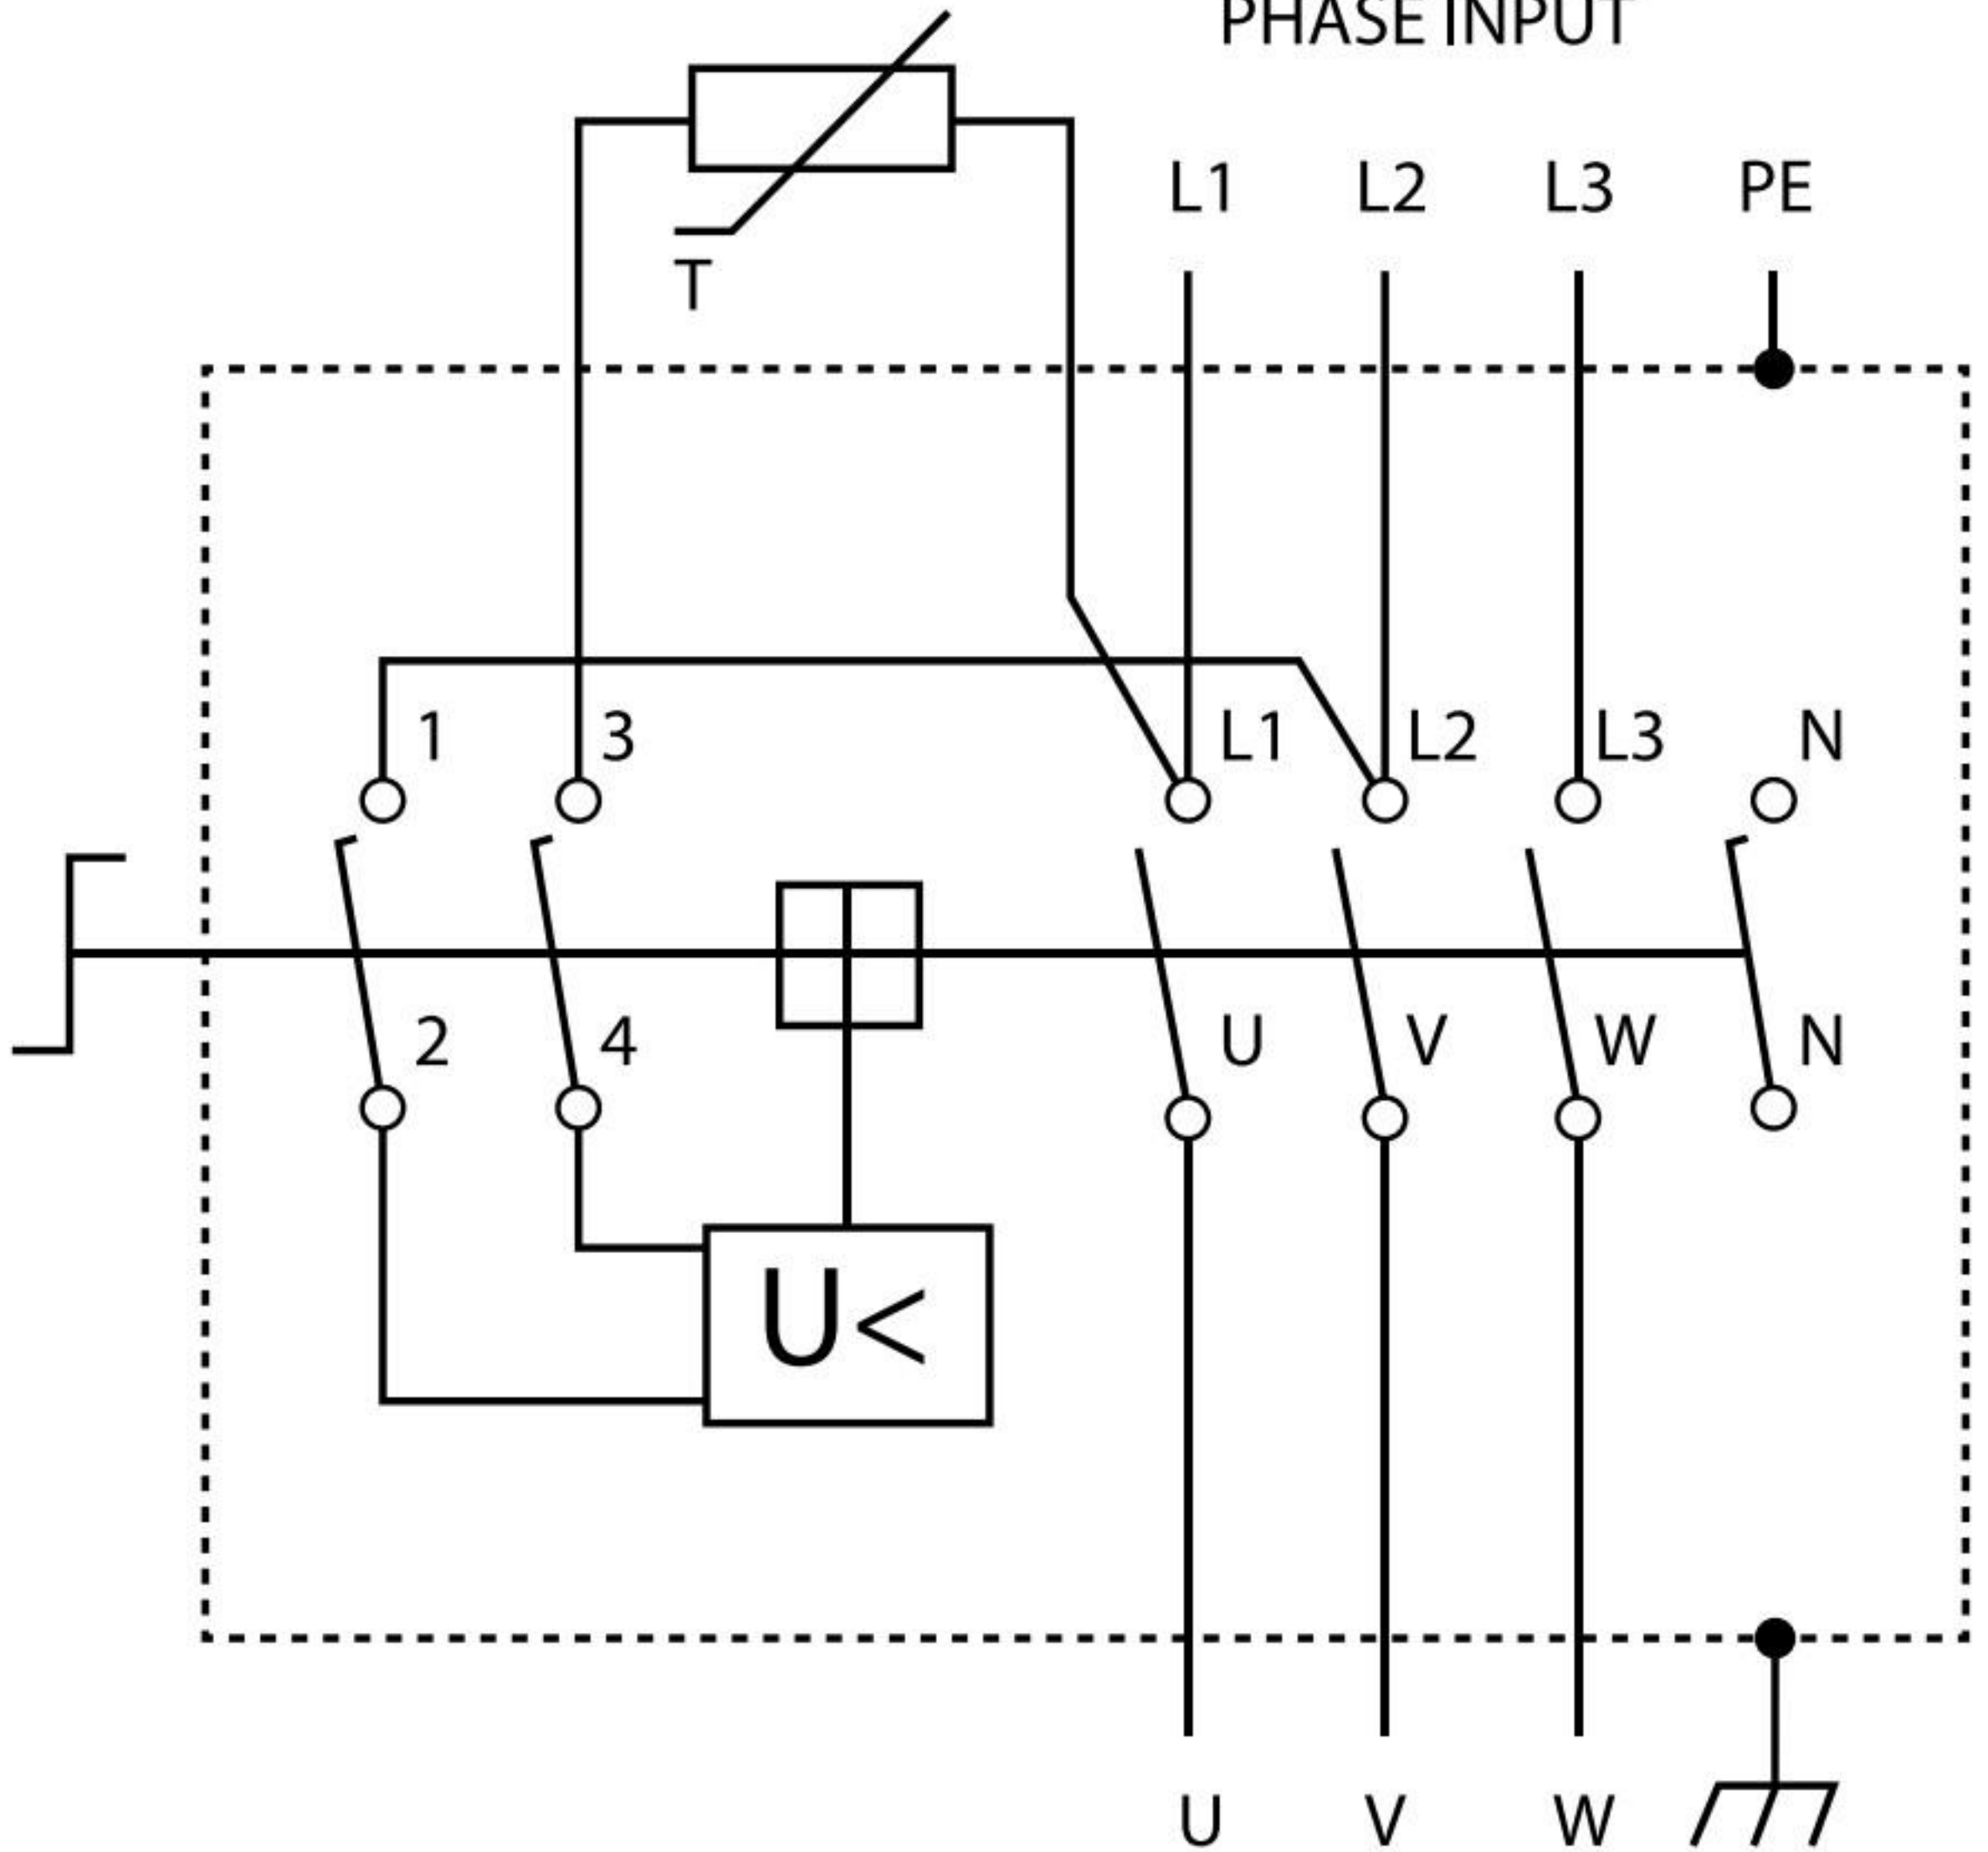 PHASE INPUT
L1 L2 L3 PE
T
1 3 L1 L2 L3 N
2 4 U V W N
U<
U V W